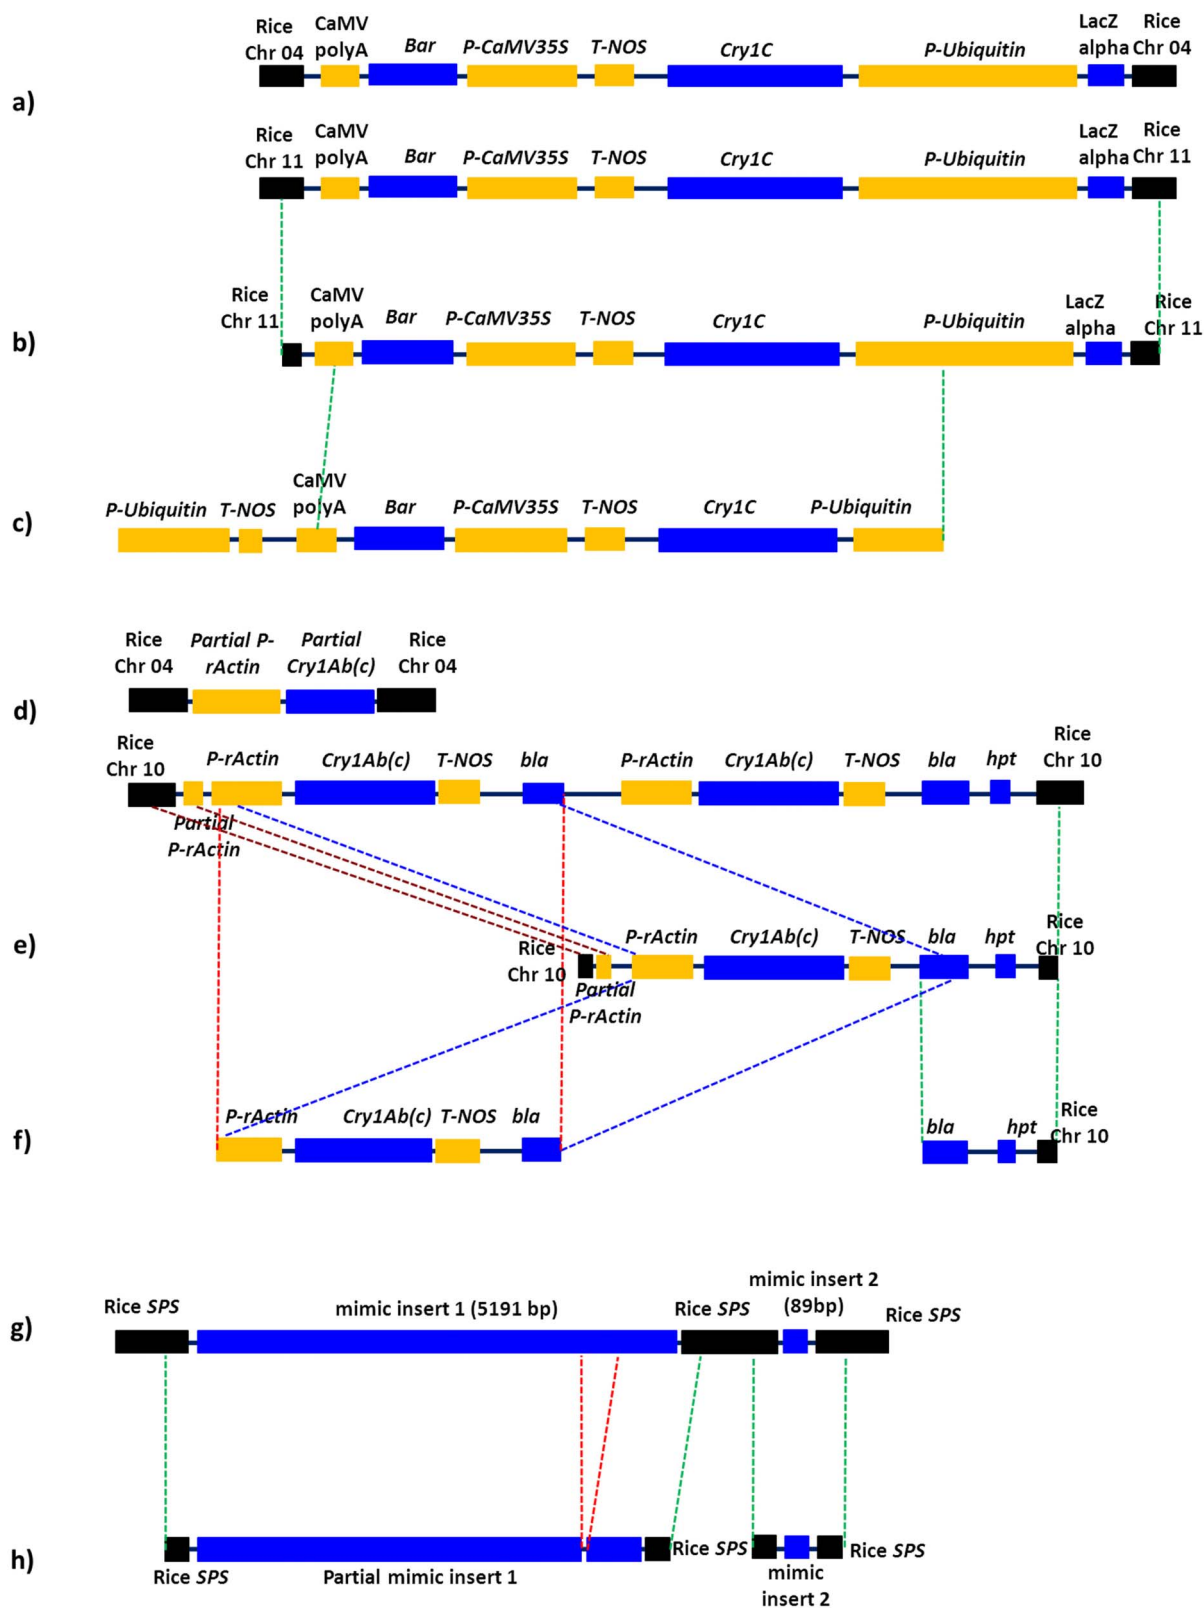 Rice
Chr 04
CaMV
polyA
Bar
P-CaMV35S
T-NOS
Cry1C
P-Ubiquitin
LacZ
alpha
Rice
Chr 04
a)
Rice
Chr 11
CaMV
polyA
Bar
P-CaMV35S
T-NOS
Cry1C
P-Ubiquitin
LacZ
alpha
Rice
Chr 11
b)
Rice
Chr 11
CaMV
polyA
Bar
P-CaMV35S
T-NOS
Cry1C
P-Ubiquitin
LacZ
alpha
Rice
Chr 11
c)
P-Ubiquitin
T-NOS
CaMV
polyA
Bar
P-CaMV35S
T-NOS
Cry1C
P-Ubiquitin
d)
Rice
Chr 04
Partial P-
rActin
Partial
Cry1Ab(c)
Rice
Chr 04
Rice
Chr 10
P-rActin
Cry1Ab(c)
T-NOS
bla
P-rActin
Cry1Ab(c)
T-NOS
bla
hpt
Rice
Chr 10
Partial
P-rActin
e)
Rice
Chr 10
P-rActin
Cry1Ab(c)
T-NOS
bla
hpt
Rice
Chr 10
Partial
P-rActin
f)
P-rActin
Cry1Ab(c)
T-NOS
bla
bla
hpt
Rice
Chr 10
g)
Rice SPS
mimic insert 1 (5191 bp)
Rice SPS
mimic insert 2
(89bp)
Rice SPS
h)
Rice SPS
Partial mimic insert 1
Rice SPS
mimic
insert 2
Rice SPS